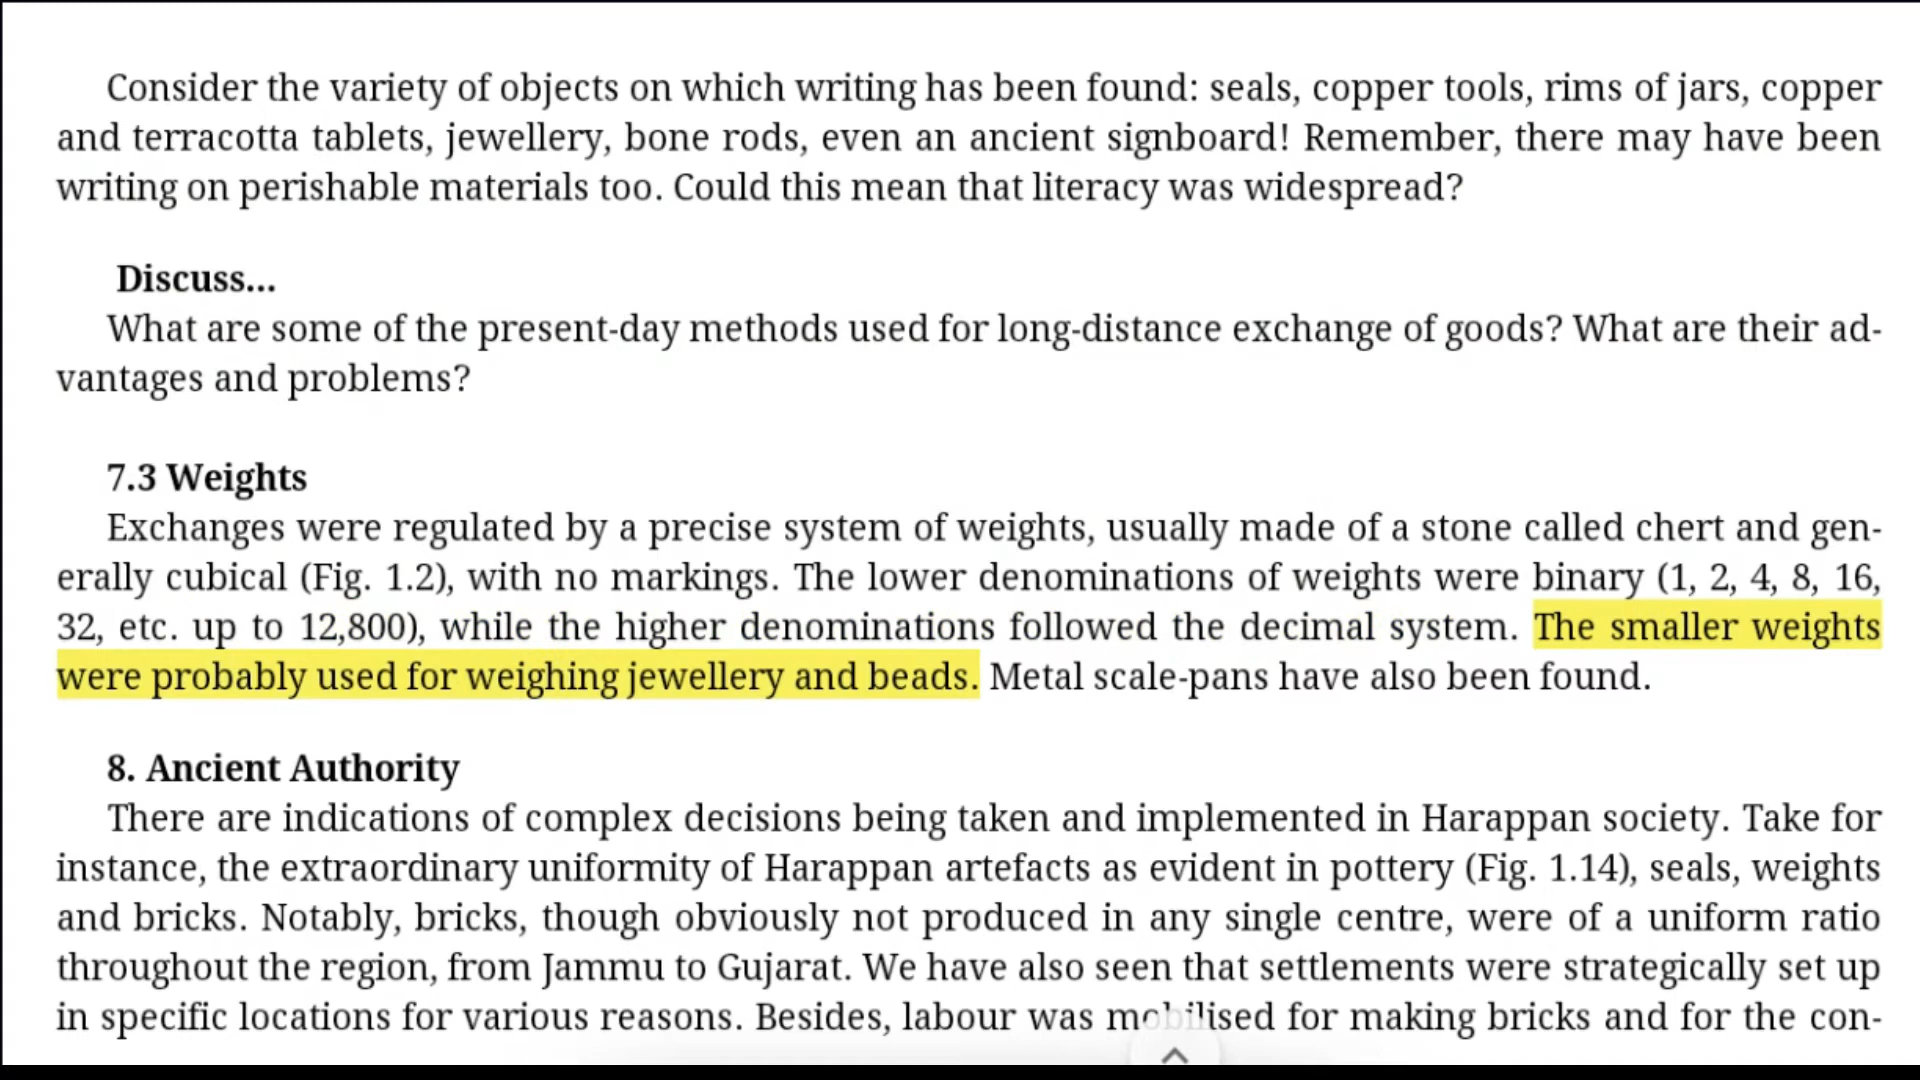 Consider the variety of objects on which writing has been found: seals, copper tools, rims of jars, copper
and terracotta tablets, jewellery, bone rods, even an ancient signboard! Remember, there may have been
writing on perishable materials too. Could this mean that literacy was widespread?
Discuss...
What are some of the present-day methods used for long-distance exchange of goods? What are their ad-
vantages and problems?
7.3 Weights
Exchanges were regulated by a precise system of weights, usually made of a stone called chert and gen-
erally cubical (Fig. 1.2), with no markings. The lower denominations of weights were binary (1, 2, 4, 8, 16,
32, etc. up to 12,800), while the higher denominations followed the decimal system. The smaller weights
were probably used for weighing jewellery and beads. Metal scale-pans have also been found.
8. Ancient Authority
There are indications of complex decisions being taken and implemented in Harappan society. Take for
instance, the extraordinary uniformity of Harappan artefacts as evident in pottery (Fig. 1.14), seals, weights
and bricks. Notably, bricks, though obviously not produced in any single centre, were of a uniform ratio
throughout the region, from Jammu to Gujarat. We have also seen that settlements were strategically set up
in specific locations for various reasons. Besides, labour was mobilised for making bricks and for the con-